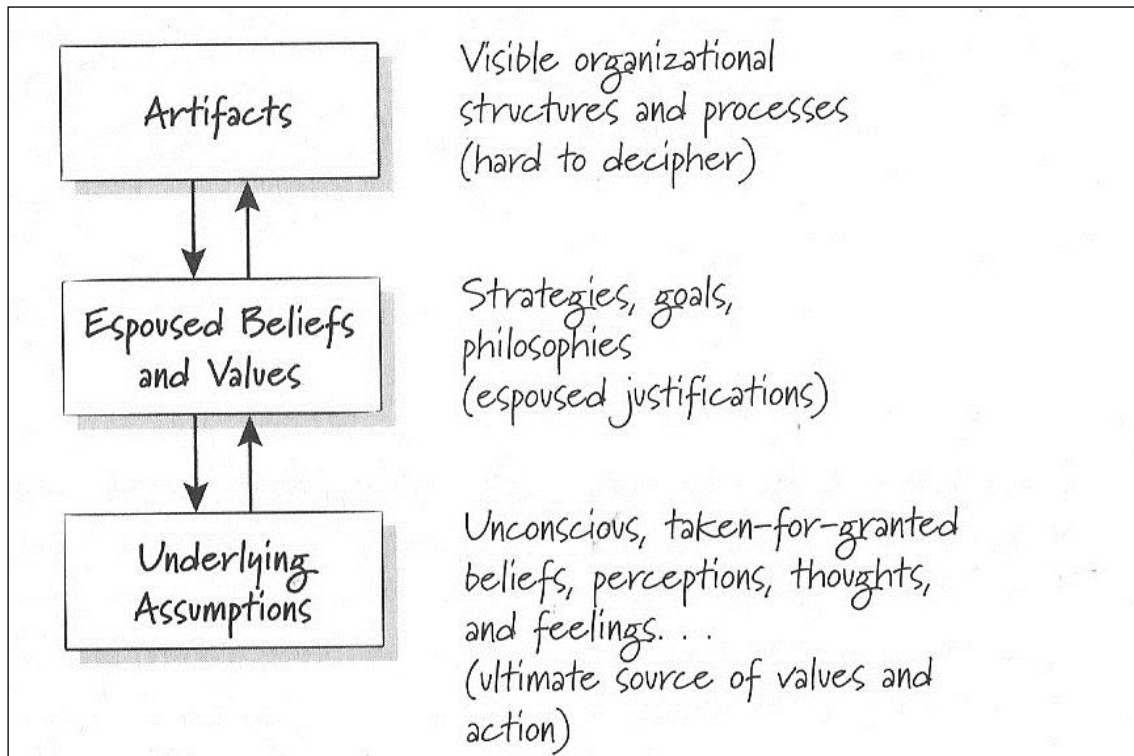 Artifacts
Visible organizational
structures and processes
(hard to decipher)
Espoused Beliefs
and Values
Strategies, goals,
philosophies
(espoused justifications)
Underlying
Assumptions
Unconscious, taken-for-granted
beliefs, perceptions, thoughts,
and feelings. . .
(ultimate source of values and
action)